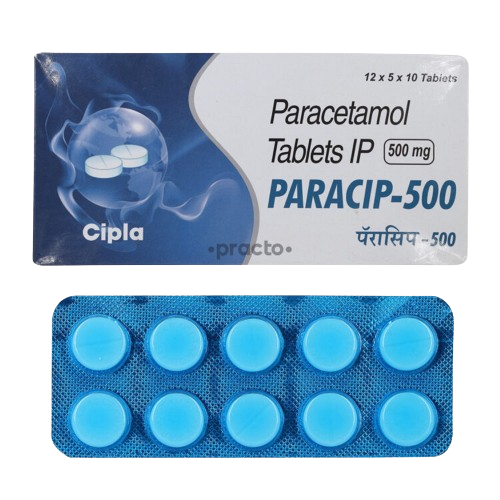 12 x 5 x 10 Tablets
Paracetamol
Tablets IP 500 mg
PARACIP-500
Cipla
•practo•
पॅरासिप - 500